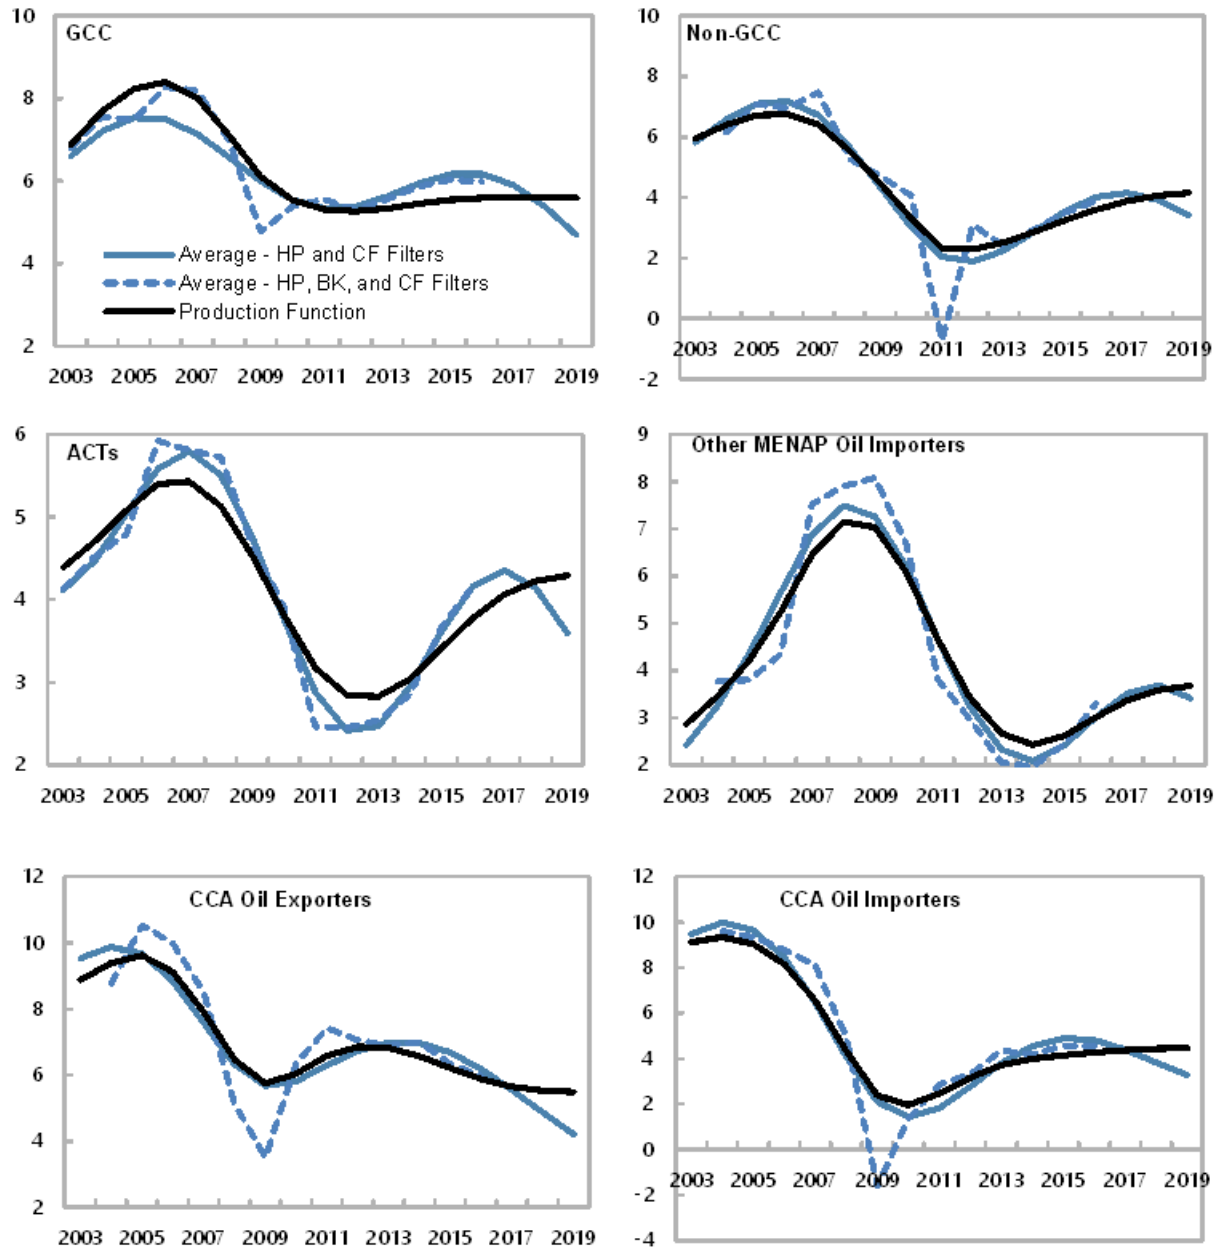 GCC
10
8
6
4
2
Average - HP and CF Filters
Average - HP, BK, and CF Filters
Production Function
2003 2005 2007 2009 2011 2013 2015 2017 2019
Non-GCC
10
8
6
4
2
0
-2
2003 2005 2007 2009 2011 2013 2015 2017 2019
ACTs
6
5
4
3
2
2003 2005 2007 2009 2011 2013 2015 2017 2019
Other MENAP Oil Importers
9
8
7
6
5
4
3
2
2003 2005 2007 2009 2011 2013 2015 2017 2019
CCA Oil Exporters
12
10
8
6
4
2
2003 2005 2007 2009 2011 2013 2015 2017 2019
CCA Oil Importers
12
10
8
6
4
2
0
-2
-4
2003 2005 2007 2009 2011 2013 2015 2017 2019